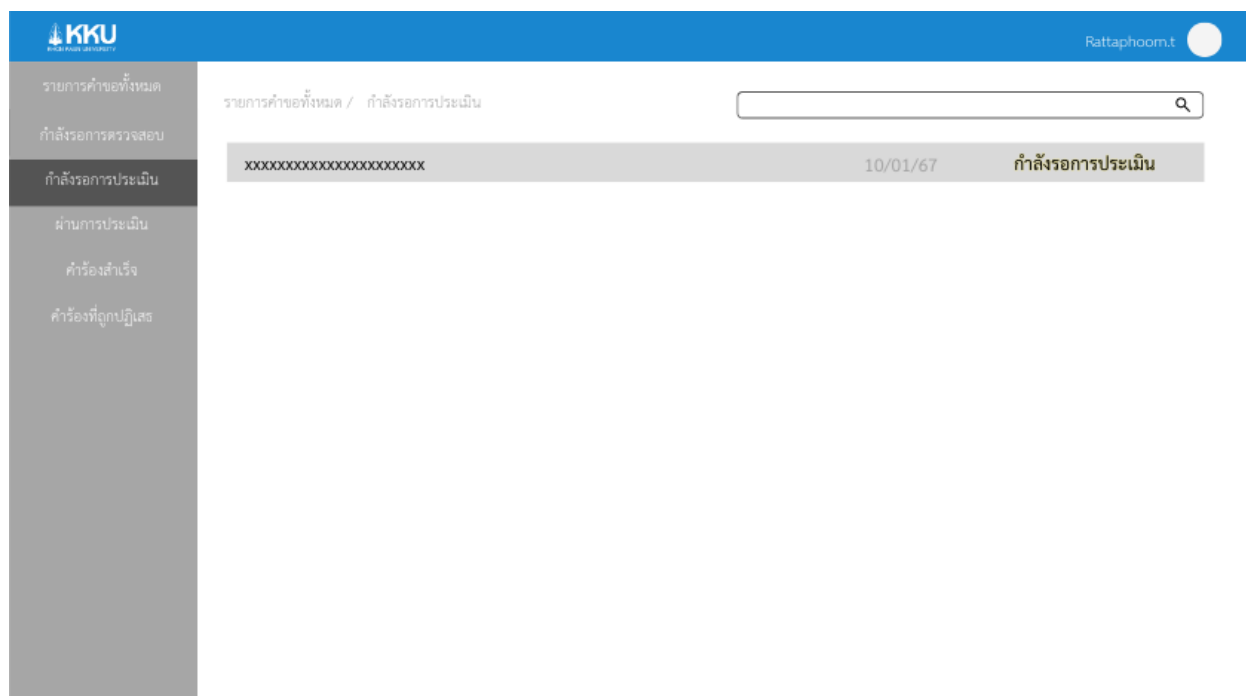 KKU
KHON KAEN UNIVERSITY
Rattaphoom.t
รายการคำขอทั้งหมด
กำลังรอการตรวจสอบ
กำลังรอการประเมิน
ผ่านการประเมิน
คำร้องสำเร็จ
คำร้องที่ถูกปฏิเสธ
รายการคำขอทั้งหมด / กำลังรอการประเมิน
xxxxxxxxxxxxxxxxxxxxxx 10/01/67 กำลังรอการประเมิน